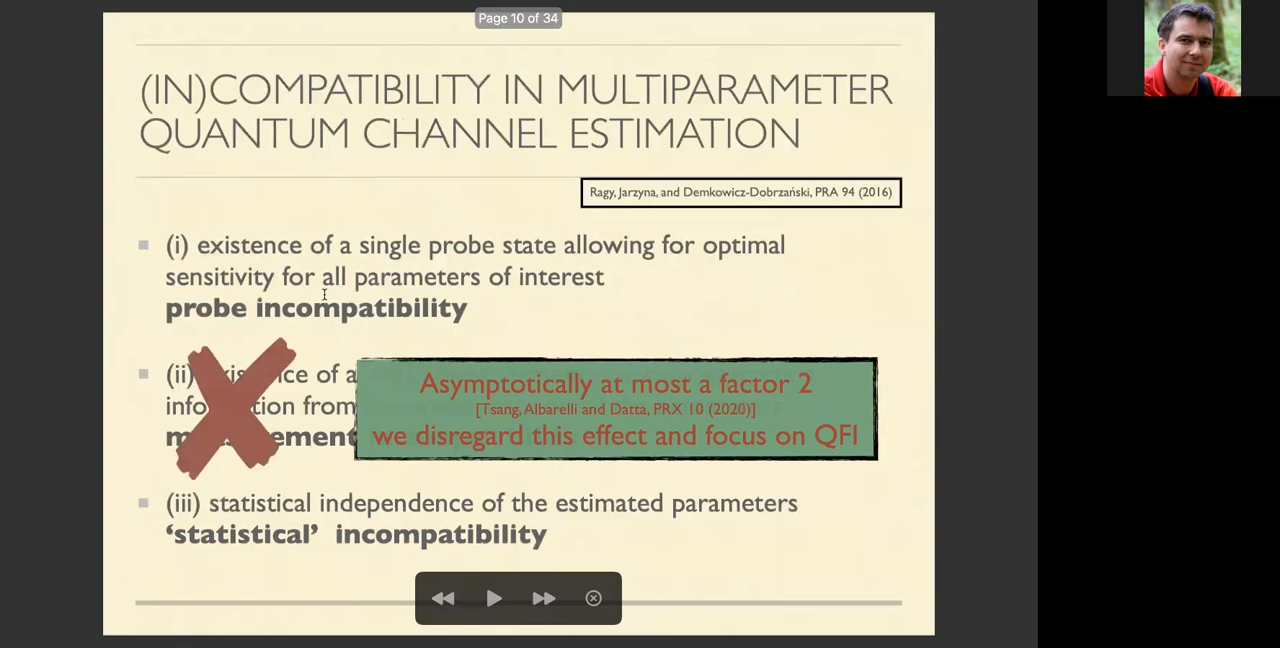 Page 10 of 34
(IN)COMPATIBILITY IN MULTIPARAMETER
QUANTUM CHANNEL ESTIMATION
Ragy, Jarzyna, and Demkowicz-Dobrzański, PRA 94 (2016)
(i) existence of a single probe state allowing for optimal
sensitivity for all parameters of interest
probe incompatibility
(ii)
from
Asymptotically at most a factor 2
[Tsang, Albarelli and Datta, PRX 10 (2020)]
we disregard this effect and focus on QFI
(iii) statistical independence of the estimated parameters
‘statistical’ incompatibility